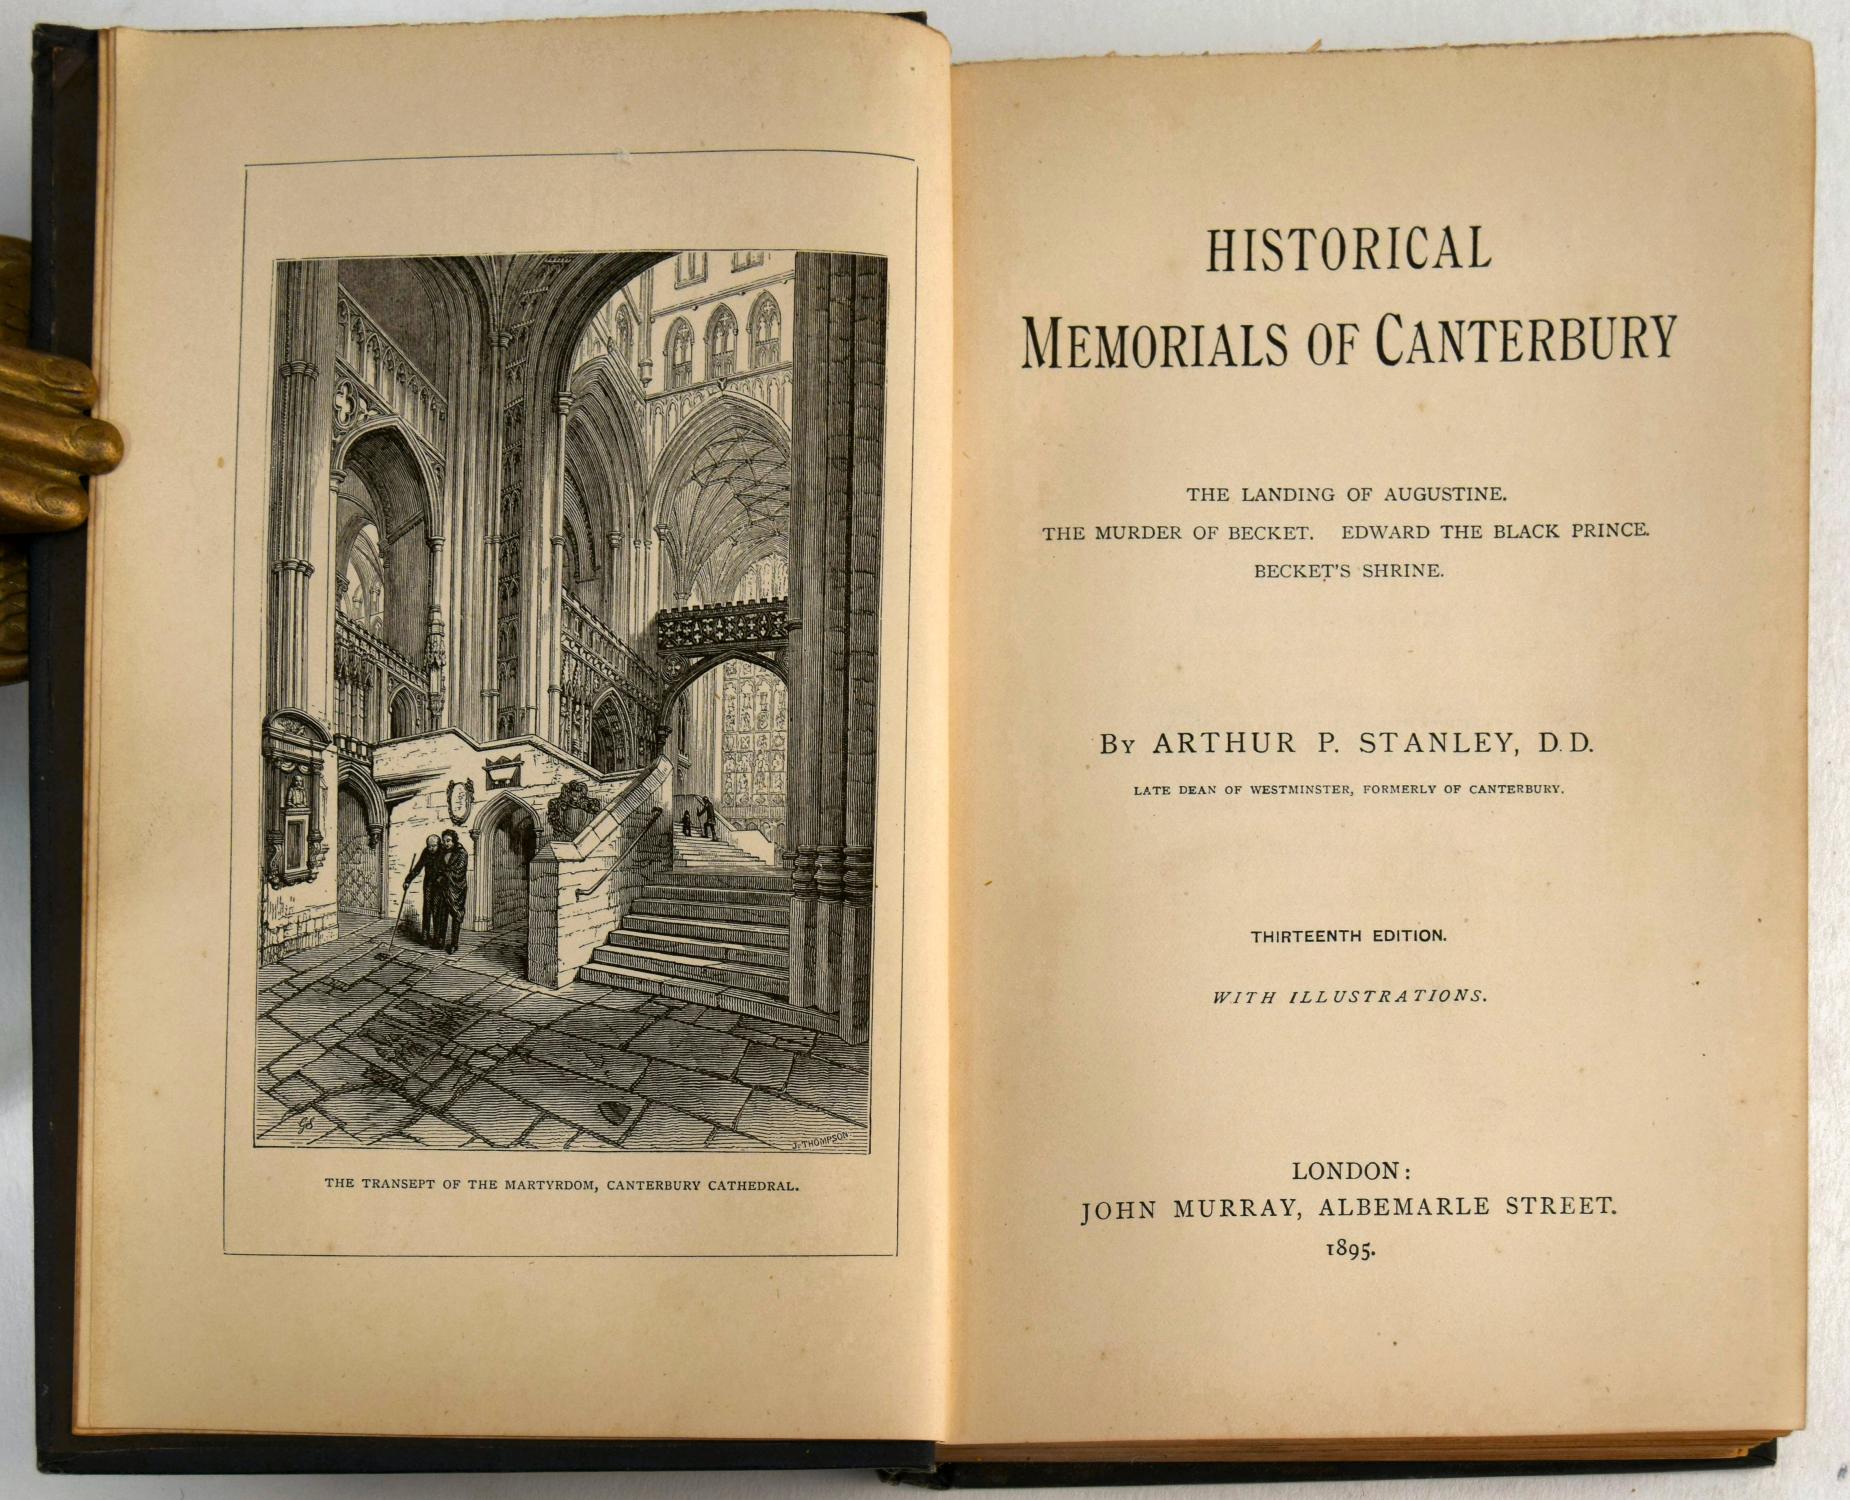 GS
J. THOMPSON
THE TRANSEPT OF THE MARTYRDOM, CANTERBURY CATHEDRAL.
HISTORICAL
MEMORIALS OF CANTERBURY
THE LANDING OF AUGUSTINE.
THE MURDER OF BECKET. EDWARD THE BLACK PRINCE.
BECKET'S SHRINE.
By ARTHUR P. STANLEY, D.D.
LATE DEAN OF WESTMINSTER, FORMERLY OF CANTERBURY.
THIRTEENTH EDITION.
WITH ILLUSTRATIONS.
LONDON:
JOHN MURRAY, ALBEMARLE STREET.
1895.